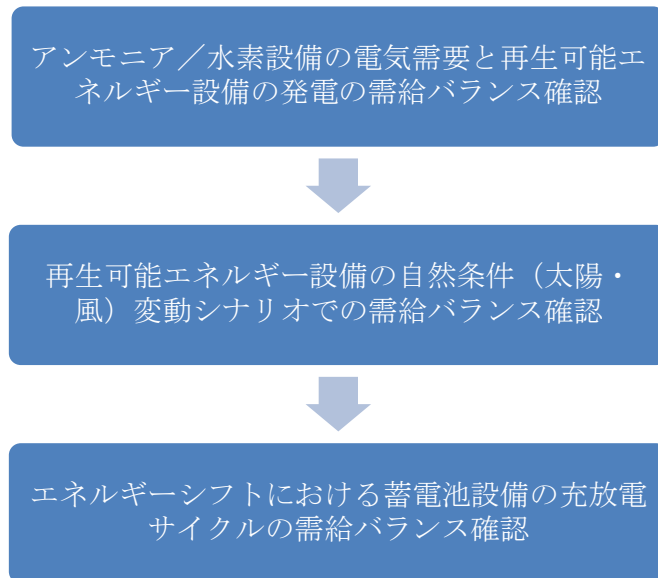 アンモニア／水素設備の電気需要と再生可能エ
ネルギー設備の発電の需給バランス確認
再生可能エネルギー設備の自然条件（太陽・
風）変動シナリオでの需給バランス確認
エネルギーシフトにおける蓄電池設備の充放電
サイクルの需給バランス確認